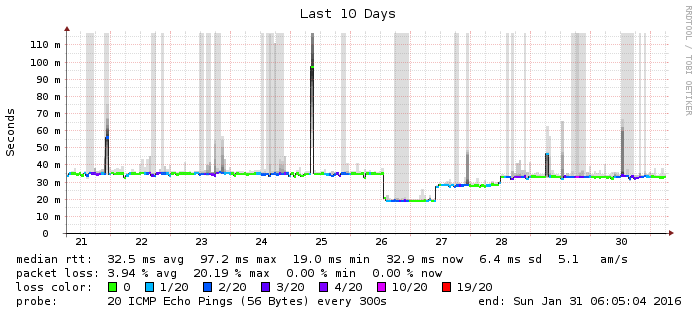 Last 10 Days
RRDTOOL / TOBI OETIKER
Seconds
110 m
100 m
90 m
80 m
70 m
60 m
50 m
40 m
30 m
20 m
10 m
0
21 22 23 24 25 26 27 28 29 30
median rtt: 32.5 ms avg 97.2 ms max 19.0 ms min 32.9 ms now 6.4 ms sd 5.1 am/s
packet loss: 3.94 % avg 20.19 % max 0.00 % min 0.00 % now
loss color: 0 1/20 2/20 3/20 4/20 10/20 19/20
probe: 20 ICMP Echo Pings (56 Bytes) every 300s end: Sun Jan 31 06:05:04 2016